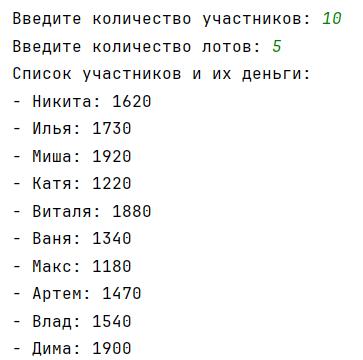 Введите количество участников: 10
Введите количество лотов: 5
Список участников и их деньги:
- Никита: 1620
- Илья: 1730
- Миша: 1920
- Катя: 1220
- Виталя: 1880
- Ваня: 1340
- Макс: 1180
- Артем: 1470
- Влад: 1540
- Дима: 1900